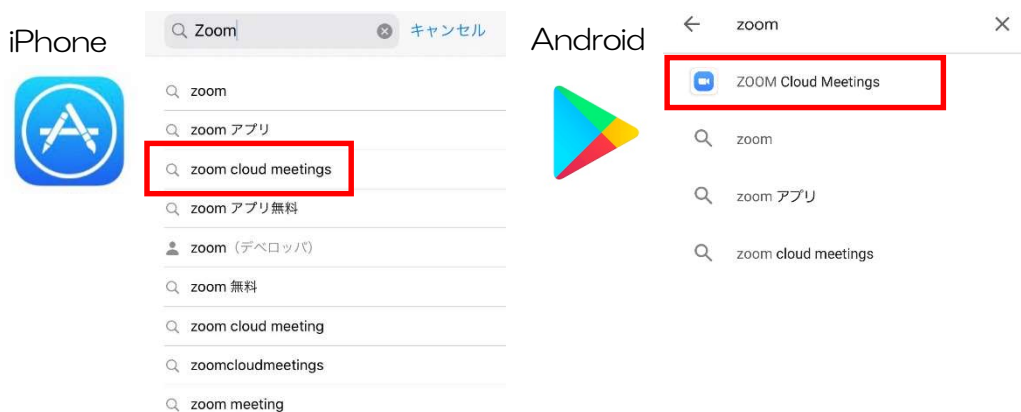 iPhone
Zoom
キャンセル
zoom
zoom アプリ
zoom cloud meetings
zoom アプリ無料
zoom（デベロッパ）
zoom 無料
zoom cloud meeting
zoomcloudmeetings
zoom meeting
Android
zoom
ZOOM Cloud Meetings
zoom
zoom アプリ
zoom cloud meetings